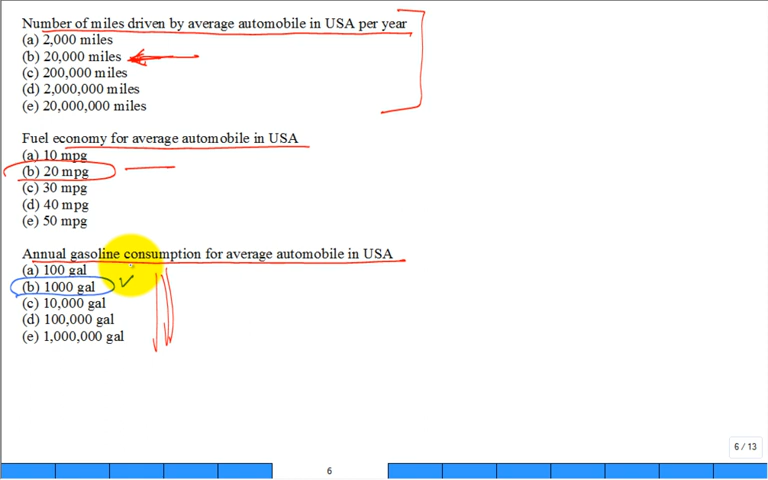 Number of miles driven by average automobile in USA per year
(a) 2,000 miles
(b) 20,000 miles
(c) 200,000 miles
(d) 2,000,000 miles
(e) 20,000,000 miles
Fuel economy for average automobile in USA
(a) 10 mpg
(b) 20 mpg
(c) 30 mpg
(d) 40 mpg
(e) 50 mpg
Annual gasoline consumption for average automobile in USA
(a) 100 gal
(b) 1000 gal
(c) 10,000 gal
(d) 100,000 gal
(e) 1,000,000 gal
6 / 13
6